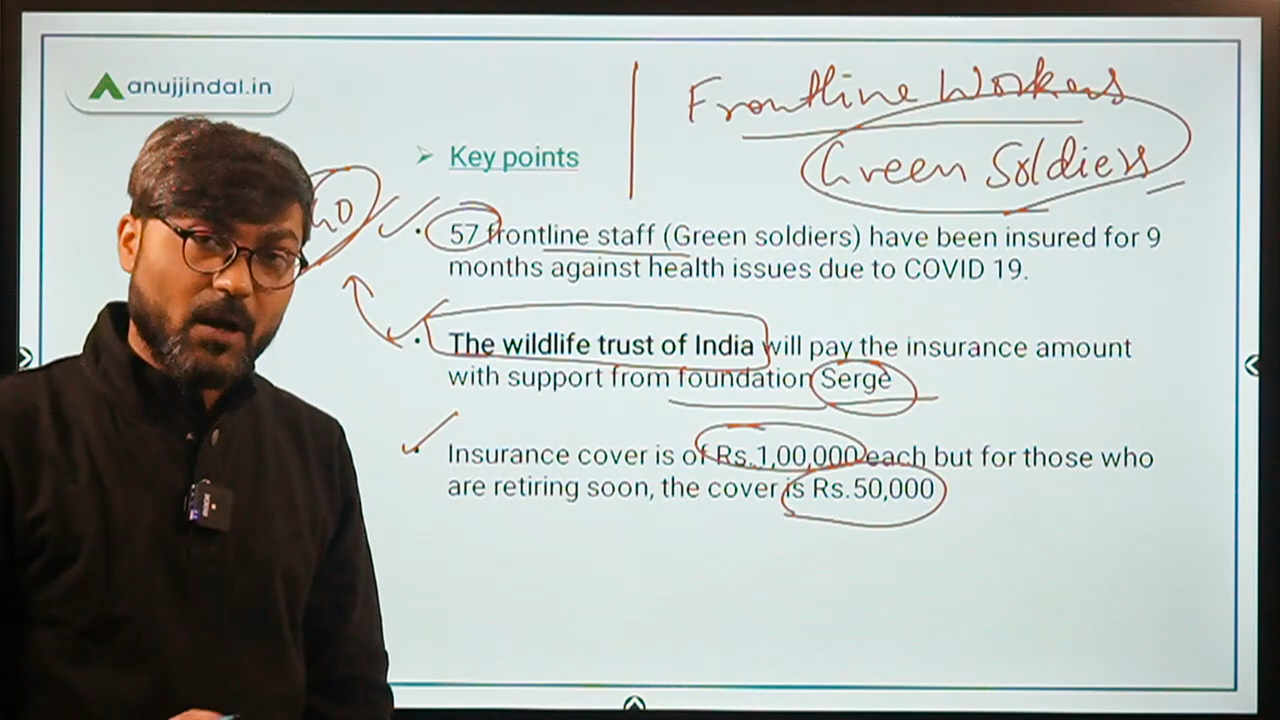 anujjindal.in
Frontline Workers
Green Soldiers
Key points
57 frontline staff (Green soldiers) have been insured for 9
months against health issues due to COVID 19.
The wildlife trust of India will pay the insurance amount
with support from foundation Serge
Insurance cover is of Rs.1,00,000 each but for those who
are retiring soon, the cover is Rs.50,000